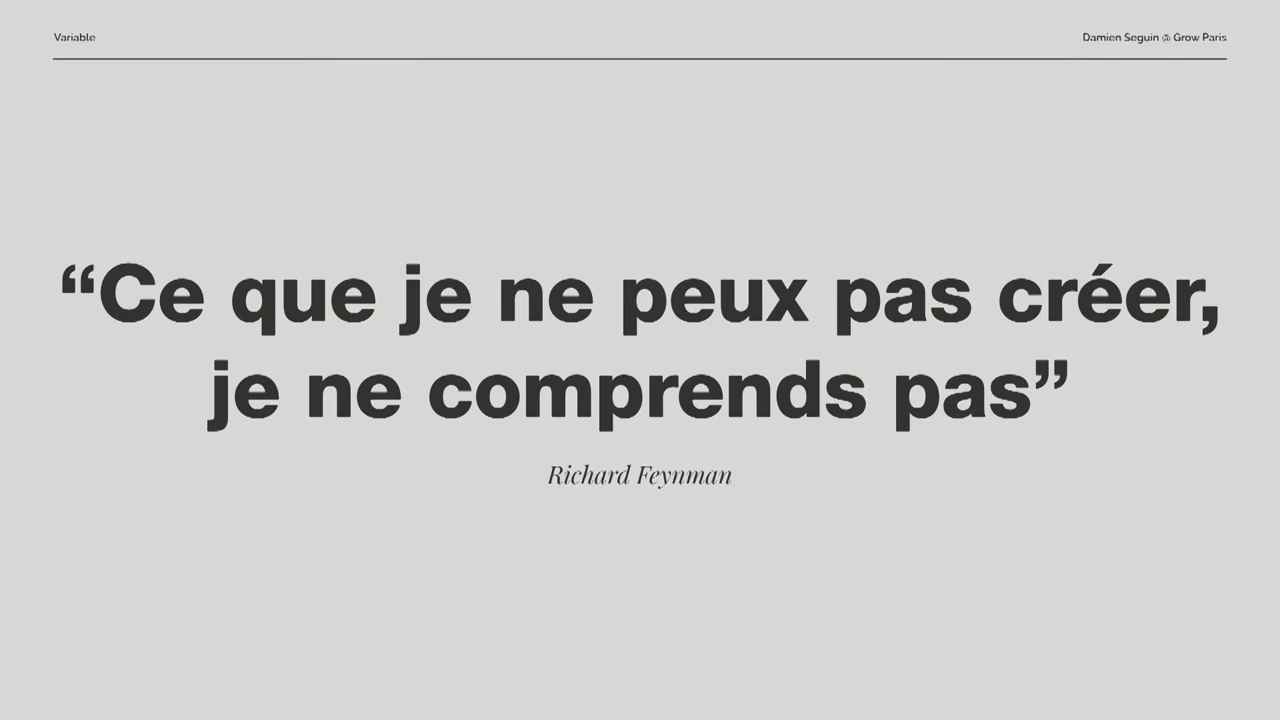 Variable
Damien Seguin @ Grow Paris
“Ce que je ne peux pas créer,
je ne comprends pas”
Richard Feynman